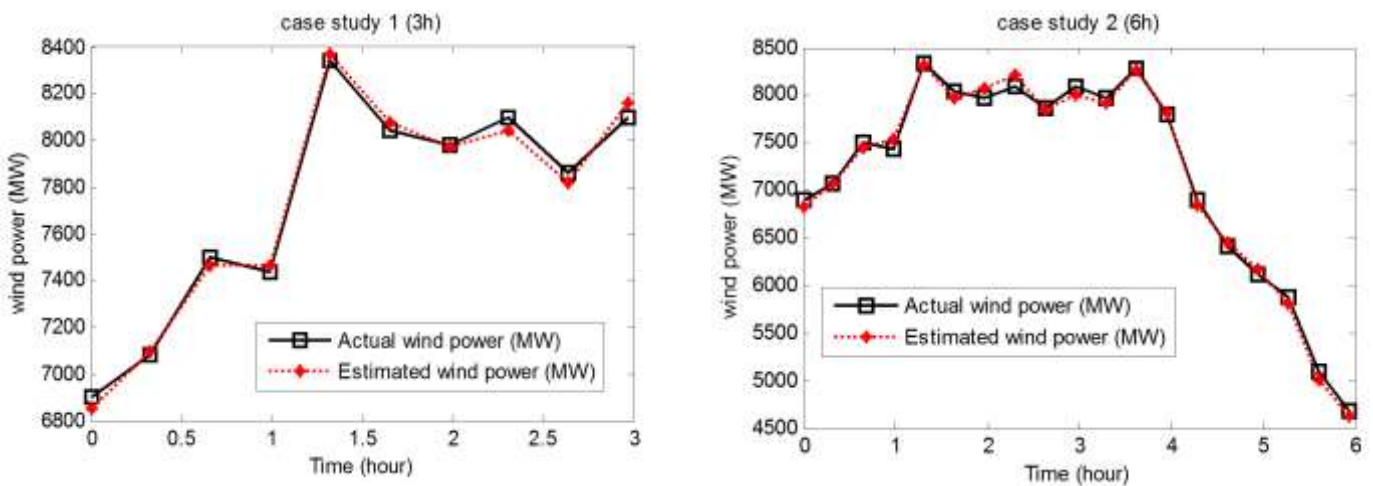 case study 1 (3h)
8400
8200
8000
7800
7600
7400
7200
7000
6800
wind power (MW)
0 0.5 1 1.5 2 2.5 3
Time (hour)
Actual wind power (MW)
Estimated wind power (MW)
case study 2 (6h)
8500
8000
7500
7000
6500
6000
5500
5000
4500
wind power (MW)
0 1 2 3 4 5 6
Time (hour)
Actual wind power (MW)
Estimated wind power (MW)